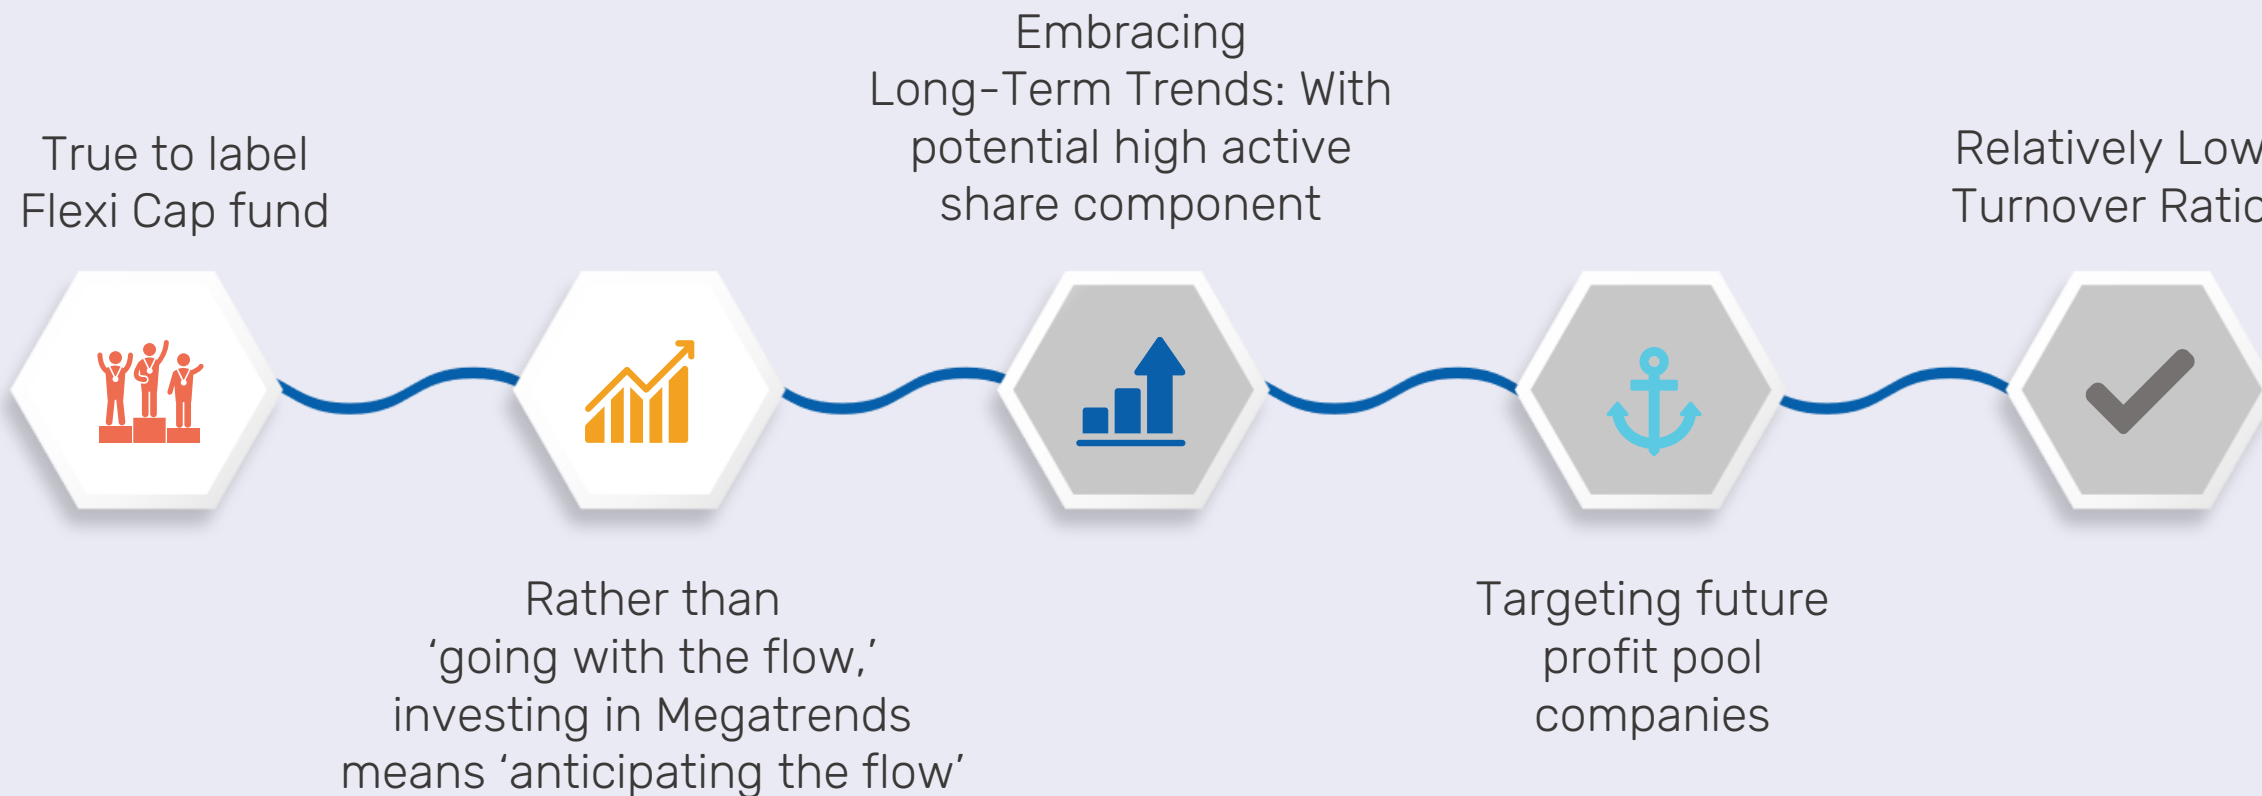 True to label
Flexi Cap fund
Rather than
‘going with the flow,’
investing in Megatrends
means ‘anticipating the flow’
Embracing
Long-Term Trends: With
potential high active
share component
Targeting future
profit pool
companies
Relatively Low
Turnover Ratio